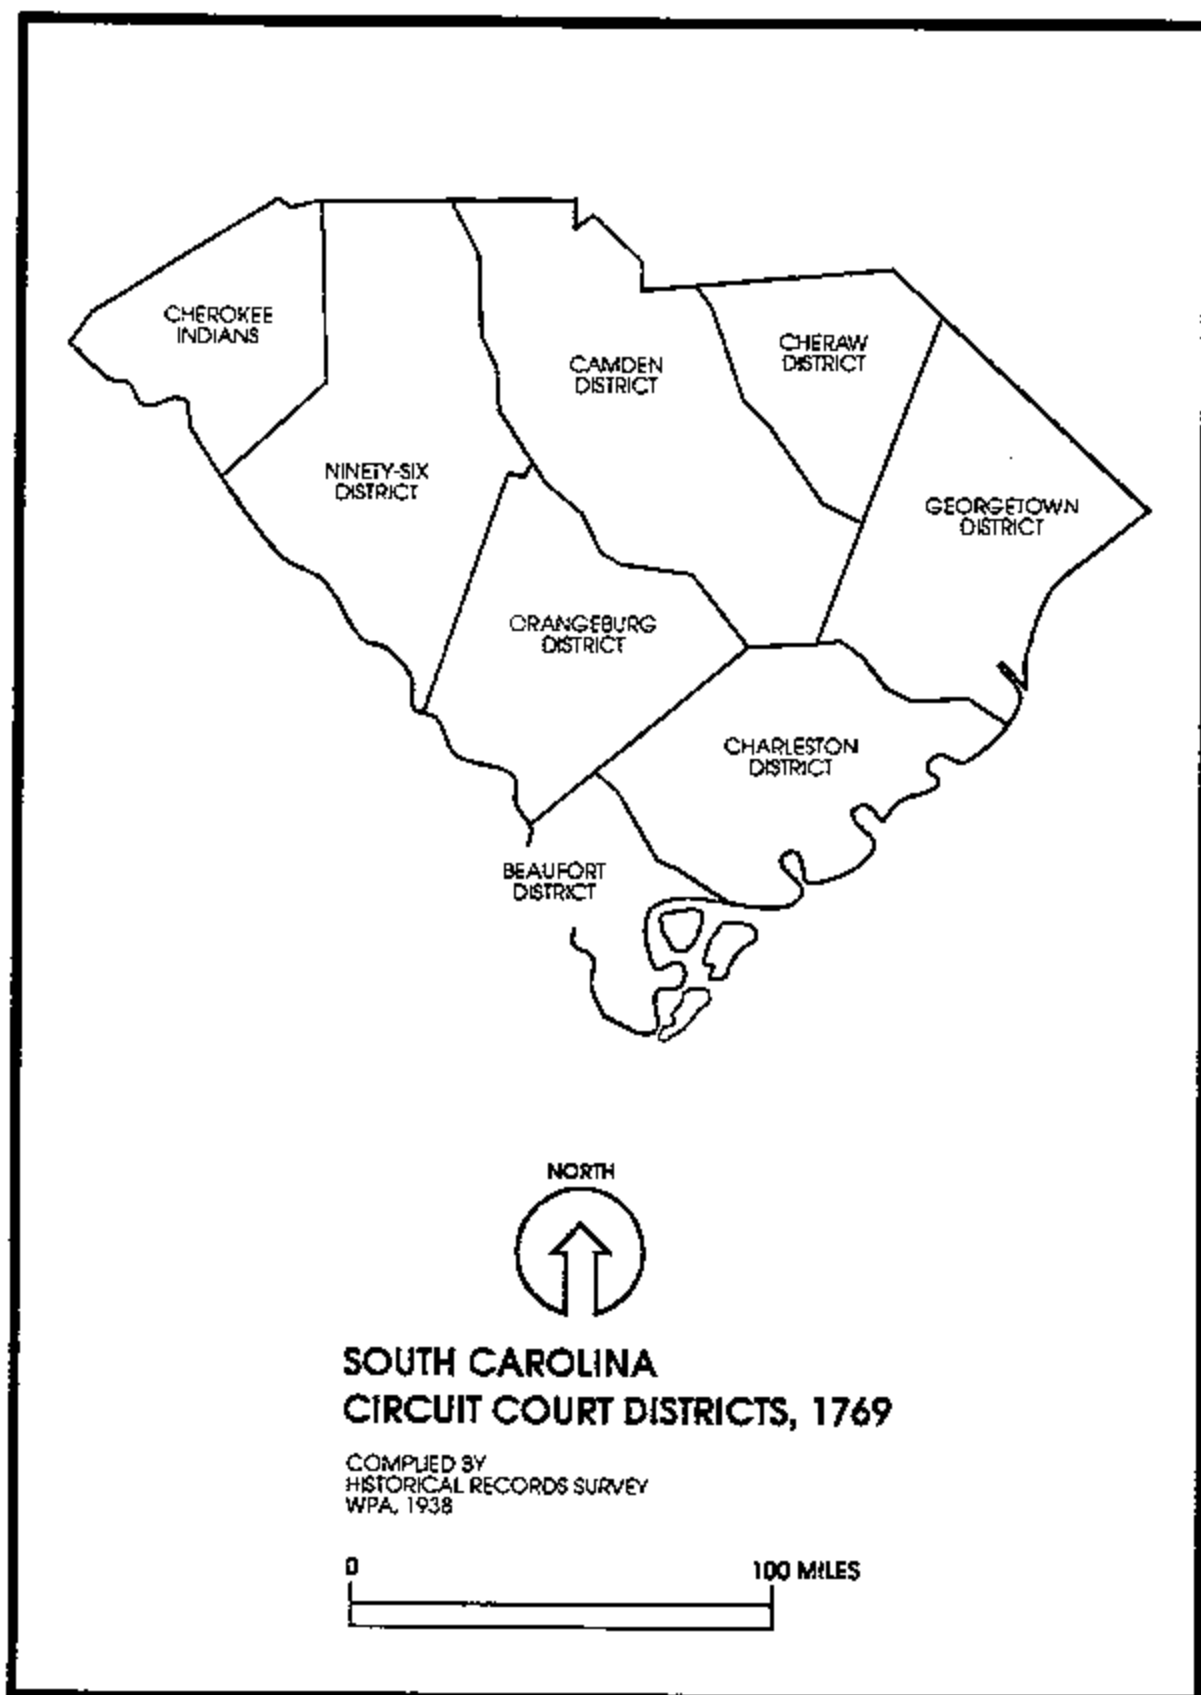 CHEROKEE
INDIANS
CHERAW
DISTRICT
CAMDEN
DISTRICT
NINETY-SIX
DISTRICT
GEORGETOWN
DISTRICT
ORANGEBURG
DISTRICT
CHARLESTON
DISTRICT
BEAUFORT
DISTRICT
NORTH
SOUTH CAROLINA
CIRCUIT COURT DISTRICTS, 1769
COMPLIED BY
HISTORICAL RECORDS SURVEY
WPA, 1938
0 100 MILES